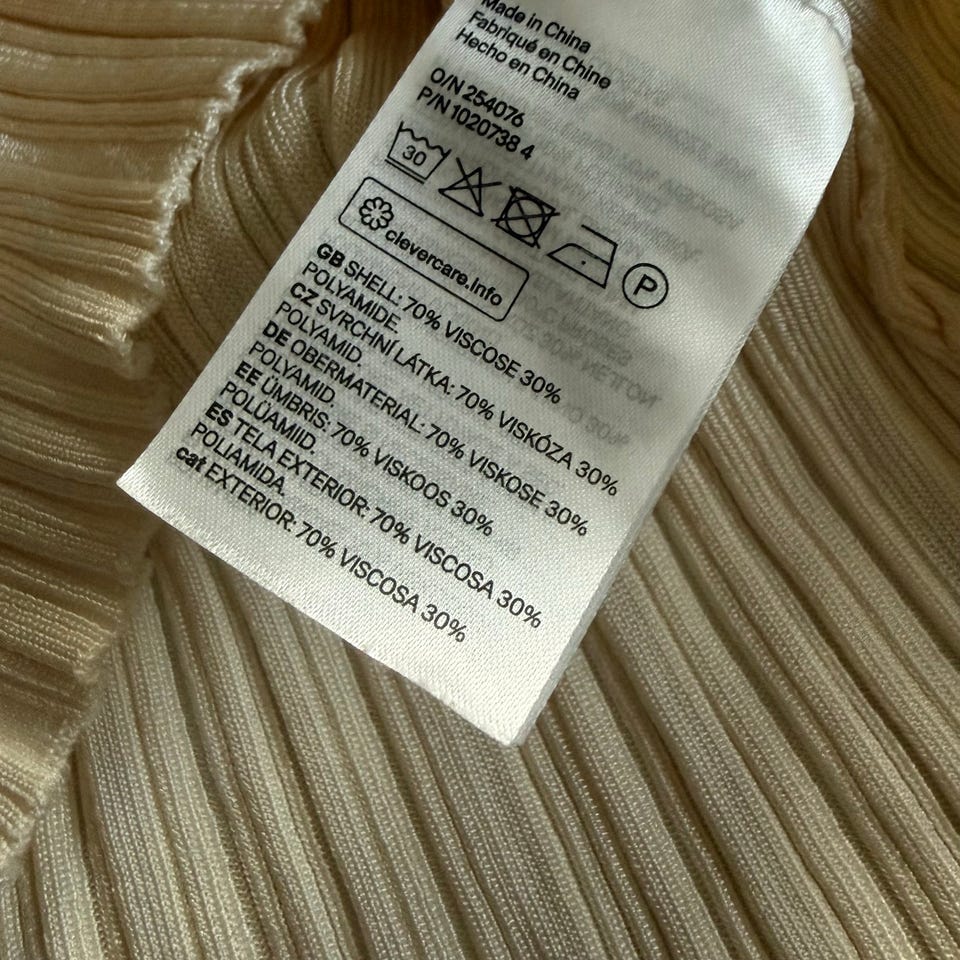 Made in China
Fabriqué en Chine
Hecho en China
O/N 254076
P/N 1020738 4
30
P
clevercare.info
GB SHELL: 70% VISCOSE 30%
POLYAMIDE.
CZ SVRCHNÍ LÁTKA: 70% VISKÓZA 30%
POLYAMID.
DE OBERMATERIAL: 70% VISKOSE 30%
POLYAMID.
EE ÜMBRIS: 70% VISKOOS 30%
POLÜAMIID.
ES TELA EXTERIOR: 70% VISCOSA 30%
POLIAMIDA.
cat EXTERIOR: 70% VISCOSA 30%